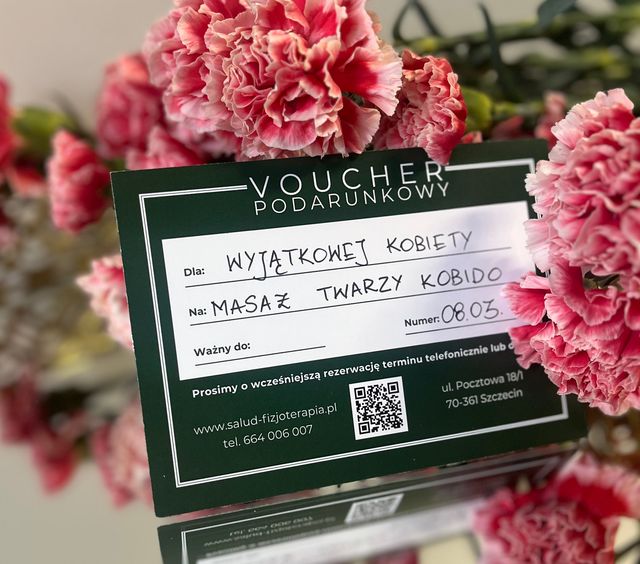 VOUCHER
PODARUNKOWY
Dla: WYJĄTKOWEJ KOBIETY
Na: MASAŻ TWARZY KOBIDO
Ważny do:
Numer: 08.03.
Prosimy o wcześniejszą rezerwację terminu telefonicznie lub
www.salud-fizjoterapia.pl
tel. 664 006 007
ul. Pocztowa 18/1
70-361 Szczecin